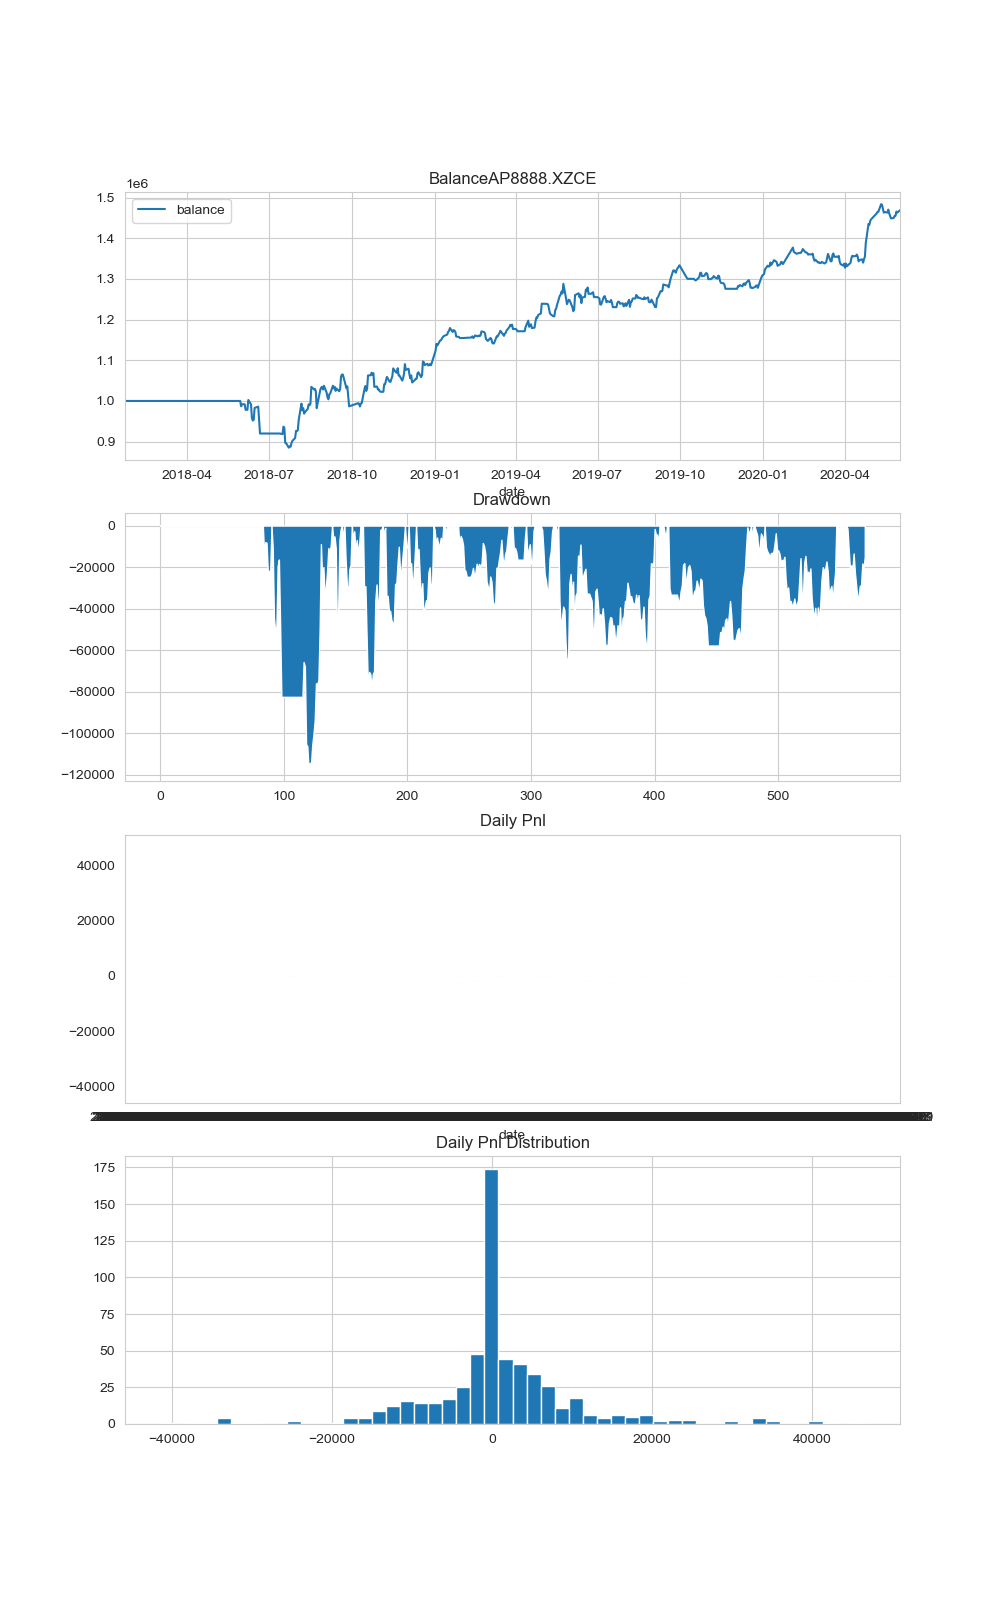 BalanceAP8888.XZCE
1e6
balance
1.5
1.4
1.3
1.2
1.1
1.0
0.9
2018-04 2018-07 2018-10 2019-01 2019-04 2019-07 2019-10 2020-01 2020-04
date
Drawdown
0
−20000
−40000
−60000
−80000
−100000
−120000
0 100 200 300 400 500
Daily Pnl
40000
20000
0
−20000
−40000
date
Daily Pnl Distribution
175
150
125
100
75
50
25
0
−40000 −20000 0 20000 40000